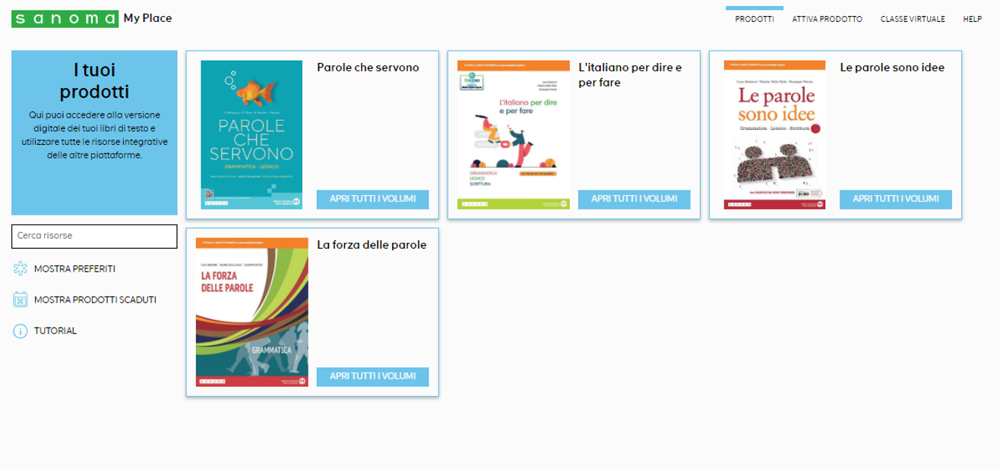 sanoma My Place
PRODOTTI
ATTIVA PRODOTTO
CLASSE VIRTUALE
HELP
I tuoi
prodotti
Qui puoi accedere alla versione
digitale dei tuoi libri di testo e
utilizzare tutte le risorse integrative
delle altre piattaforme.
Cerca risorse
MOSTRA PREFERITI
MOSTRA PRODOTTI SCADUTI
TUTORIAL
PAROLE
CHE
SERVONO
GRAMMATICA - LESSICO
sanoma
Parole che servono
APRI TUTTI I VOLUMI
L'italiano per dire
e per fare
GRAMMATICA
LESSICO
SCRITTURA
sanoma
L'italiano per dire e
per fare
APRI TUTTI I VOLUMI
Le parole
sono idee
Grammatica · Lessico · Scrittura
sanoma
Le parole sono idee
APRI TUTTI I VOLUMI
LA FORZA
DELLE PAROLE
GRAMMATICA
sanoma
La forza delle parole
APRI TUTTI I VOLUMI